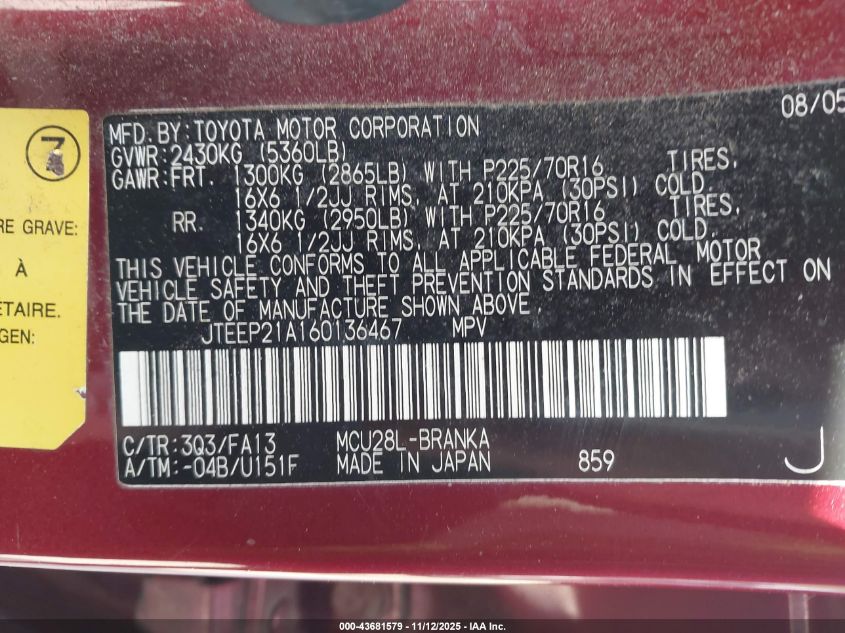 7
RE GRAVE:
À
ETAIRE.
GEN:
08/05
MFD. BY: TOYOTA MOTOR CORPORATION
GVWR: 2430KG (5360LB)
GAWR: FRT. 1300KG (2865LB) WITH P225/70R16 TIRES,
16X6 1/2JJ RIMS, AT 210KPA (30PSI) COLD.
RR. 1340KG (2950LB) WITH P225/70R16 TIRES,
16X6 1/2JJ RIMS, AT 210KPA (30PSI) COLD.
THIS VEHICLE CONFORMS TO ALL APPLICABLE FEDERAL MOTOR
VEHICLE SAFETY AND THEFT PREVENTION STANDARDS IN EFFECT ON
THE DATE OF MANUFACTURE SHOWN ABOVE.
JTEEP21A160136467 MPV
C/TR: 3Q3/FA13 MCU28L-BRANKA
A/TM: -04B/U151F MADE IN JAPAN 859 J
000-43681579 - 11/12/2025 - IAA Inc.